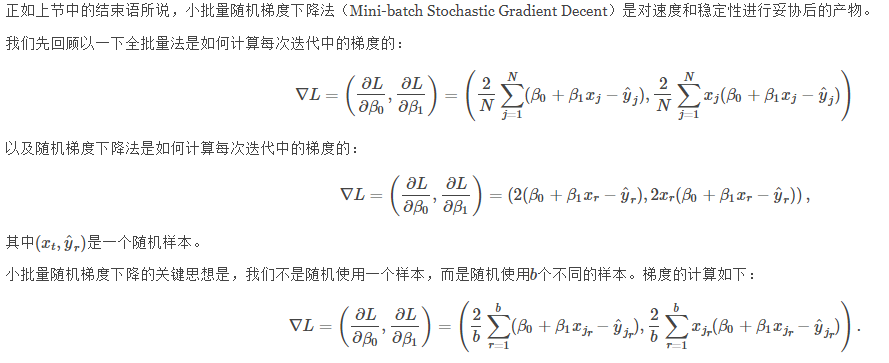 正如上节中的结束语所说，小批量随机梯度下降法（Mini-batch Stochastic Gradient Decent）是对速度和稳定性进行妥协后的产物。
我们先回顾以一下全批量法是如何计算每次迭代中的梯度的：
$$\nabla L = \left( \frac{\partial L}{\partial \beta_0}, \frac{\partial L}{\partial \beta_1} \right) = \left( \frac{2}{N} \sum_{j=1}^{N} (\beta_0 + \beta_1 x_j - \hat{y}_j), \frac{2}{N} \sum_{j=1}^{N} x_j (\beta_0 + \beta_1 x_j - \hat{y}_j) \right)$$
以及随机梯度下降法是如何计算每次迭代中的梯度的：
$$\nabla L = \left( \frac{\partial L}{\partial \beta_0}, \frac{\partial L}{\partial \beta_1} \right) = (2(\beta_0 + \beta_1 x_r - \hat{y}_r), 2x_r(\beta_0 + \beta_1 x_r - \hat{y}_r)),$$
其中$(x_t, \hat{y}_r)$是一个随机样本。
小批量随机梯度下降的关键思想是，我们不是随机使用一个样本，而是随机使用$b$个不同的样本。梯度的计算如下：
$$\nabla L = \left( \frac{\partial L}{\partial \beta_0}, \frac{\partial L}{\partial \beta_1} \right) = \left( \frac{2}{b} \sum_{r=1}^{b} (\beta_0 + \beta_1 x_{j_r} - \hat{y}_{j_r}), \frac{2}{b} \sum_{r=1}^{b} x_{j_r} (\beta_0 + \beta_1 x_{j_r} - \hat{y}_{j_r}) \right).$$